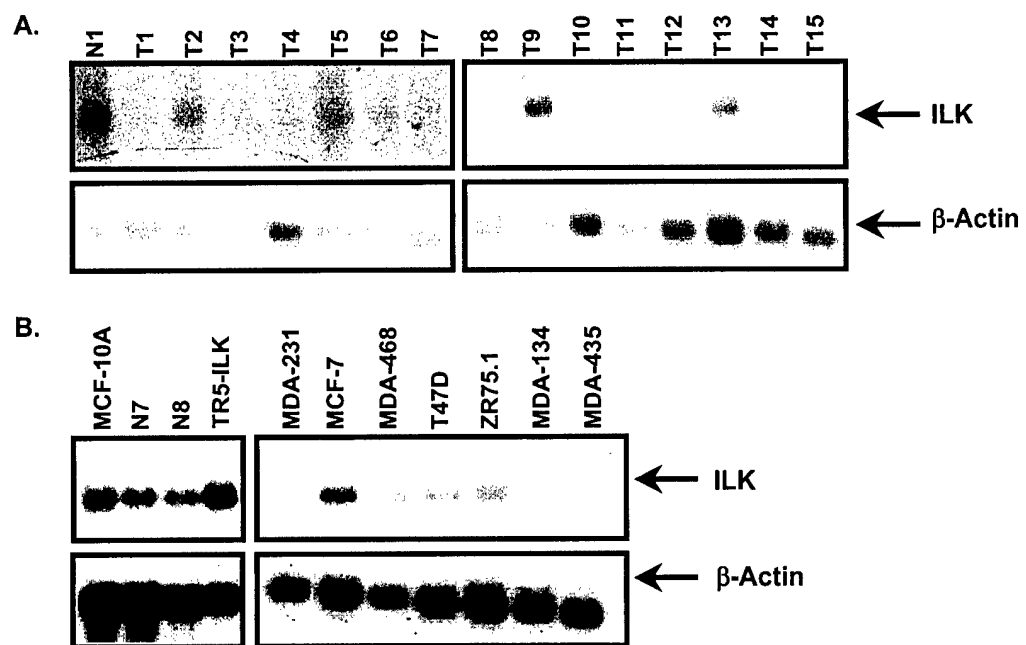 A.
N1 T1 T2 T3 T4 T5 T6 T7 T8 T9 T10 T11 T12 T13 T14 T15
ILK
β-Actin
B.
MCF-10A N7 N8 TR5-ILK MDA-231 MCF-7 MDA-468 T47D ZR75.1 MDA-134 MDA-435
ILK
β-Actin